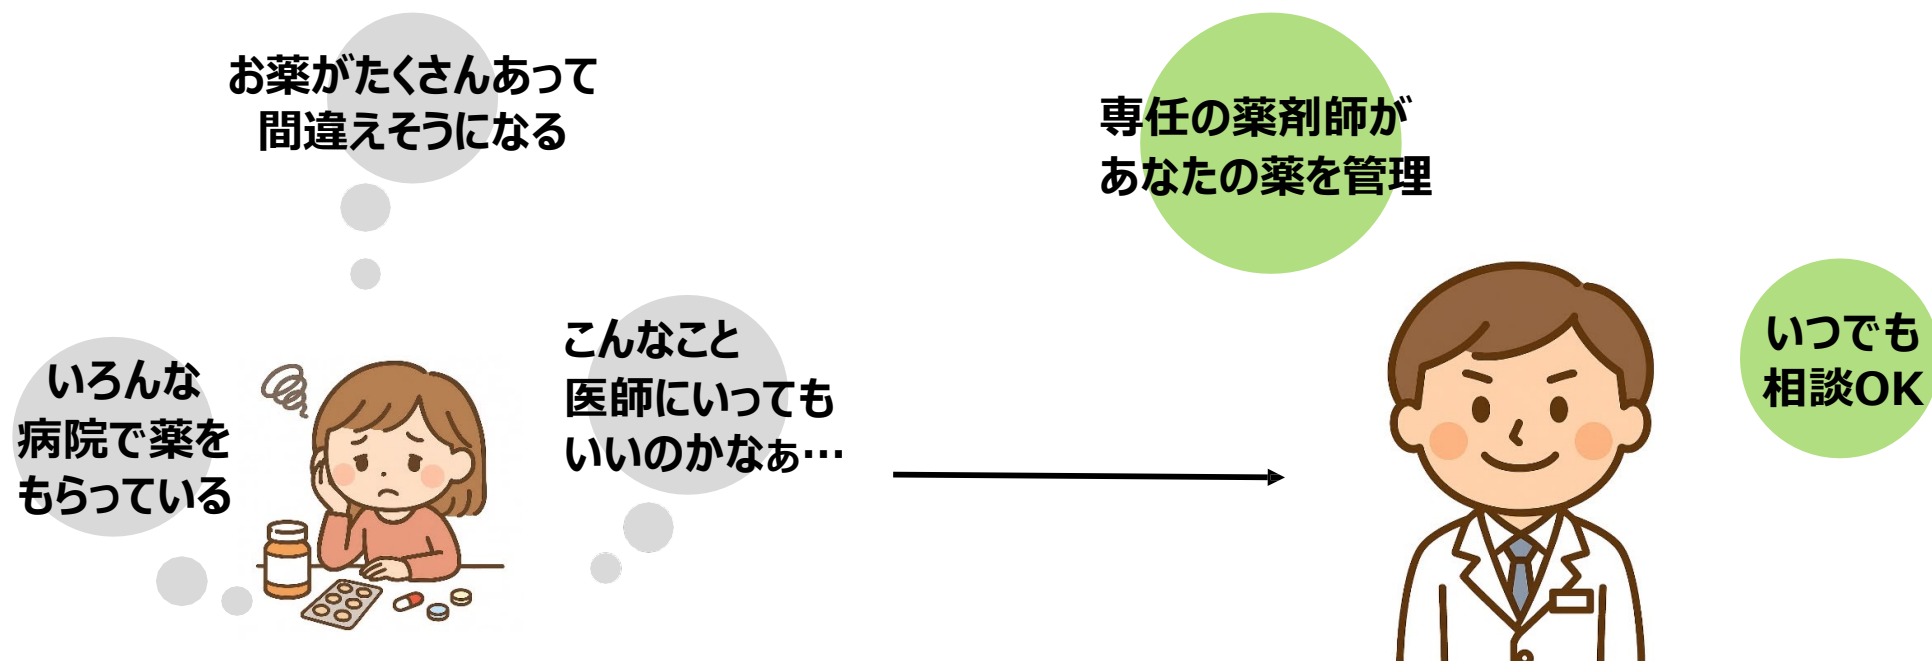 お薬がたくさんあって
間違えそうになる
いろんな
病院で薬を
もらっている
こんなこと
医師にいっても
いいのかなぁ…
専任の薬剤師が
あなたの薬を管理
いつでも
相談OK